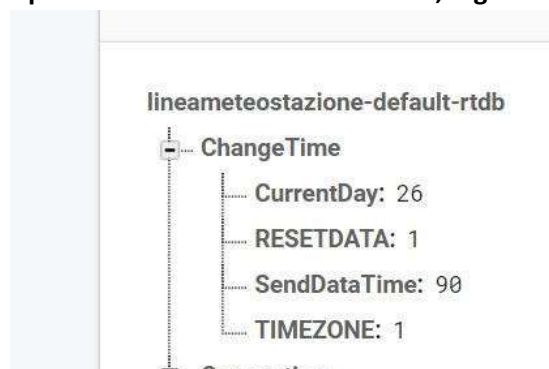 lineameteostazione-default-rtdb
ChangeTime
CurrentDay: 26
RESETDATA: 1
SendDataTime: 90
TIMEZONE: 1